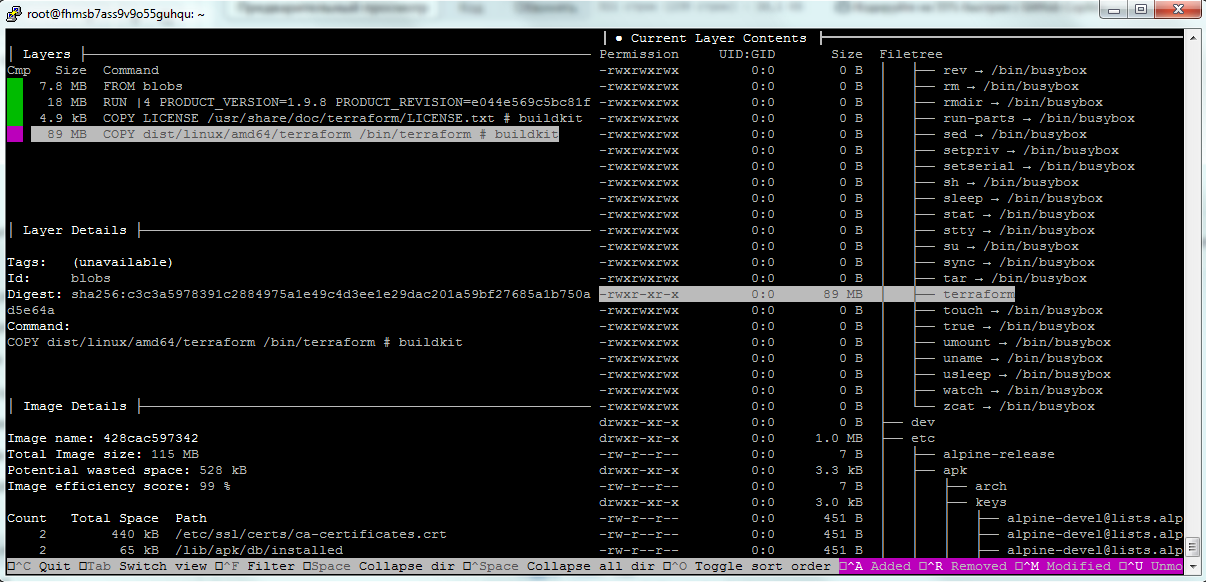 root@fhmsb7ass9v9o55guhqu: ~
Layers
Cmp Size Command
7.8 MB FROM blobs
18 MB RUN |4 PRODUCT_VERSION=1.9.8 PRODUCT_REVISION=e044e569c5bc81f
4.9 kB COPY LICENSE /usr/share/doc/terraform/LICENSE.txt # buildkit
89 MB COPY dist/linux/amd64/terraform /bin/terraform # buildkit
Layer Details
Tags: (unavailable)
Id: blobs
Digest: sha256:c3c3a5978391c2884975a1e49c4d3ee1e29dac201a59bf27685a1b750a
d5e64a
Command:
COPY dist/linux/amd64/terraform /bin/terraform # buildkit
Image Details
Image name: 428cac597342
Total Image size: 115 MB
Potential wasted space: 528 kB
Image efficiency score: 99 %
Count Total Space Path
2 440 kB /etc/ssl/certs/ca-certificates.crt
2 65 kB /lib/apk/db/installed
● Current Layer Contents
Permission UID:GID Size Filetree
-rwxrwxrwx 0:0 0 B ├── rev → /bin/busybox
-rwxrwxrwx 0:0 0 B ├── rm → /bin/busybox
-rwxrwxrwx 0:0 0 B ├── rmdir → /bin/busybox
-rwxrwxrwx 0:0 0 B ├── run-parts → /bin/busybox
-rwxrwxrwx 0:0 0 B ├── sed → /bin/busybox
-rwxrwxrwx 0:0 0 B ├── setpriv → /bin/busybox
-rwxrwxrwx 0:0 0 B ├── setserial → /bin/busybox
-rwxrwxrwx 0:0 0 B ├── sh → /bin/busybox
-rwxrwxrwx 0:0 0 B ├── sleep → /bin/busybox
-rwxrwxrwx 0:0 0 B ├── stat → /bin/busybox
-rwxrwxrwx 0:0 0 B ├── stty → /bin/busybox
-rwxrwxrwx 0:0 0 B ├── su → /bin/busybox
-rwxrwxrwx 0:0 0 B ├── sync → /bin/busybox
-rwxrwxrwx 0:0 0 B ├── tar → /bin/busybox
-rwxr-xr-x 0:0 89 MB ├── terraform
-rwxrwxrwx 0:0 0 B ├── touch → /bin/busybox
-rwxrwxrwx 0:0 0 B ├── true → /bin/busybox
-rwxrwxrwx 0:0 0 B ├── umount → /bin/busybox
-rwxrwxrwx 0:0 0 B ├── uname → /bin/busybox
-rwxrwxrwx 0:0 0 B ├── usleep → /bin/busybox
-rwxrwxrwx 0:0 0 B ├── watch → /bin/busybox
-rwxrwxrwx 0:0 0 B └── zcat → /bin/busybox
drwxr-xr-x 0:0 0 B ├── dev
drwxr-xr-x 0:0 1.0 MB ├── etc
-rw-r--r-- 0:0 7 B ├── alpine-release
drwxr-xr-x 0:0 3.3 kB ├── apk
-rw-r--r-- 0:0 7 B ├── arch
drwxr-xr-x 0:0 3.0 kB ├── keys
-rw-r--r-- 0:0 451 B ├── alpine-devel@lists.alp
-rw-r--r-- 0:0 451 B ├── alpine-devel@lists.alp
-rw-r--r-- 0:0 451 B ├── alpine-devel@lists.alp
^C Quit Tab Switch view ^F Filter Space Collapse dir ^Space Collapse all dir ^O Toggle sort order ^A Added ^R Removed ^M Modified ^U Unmo